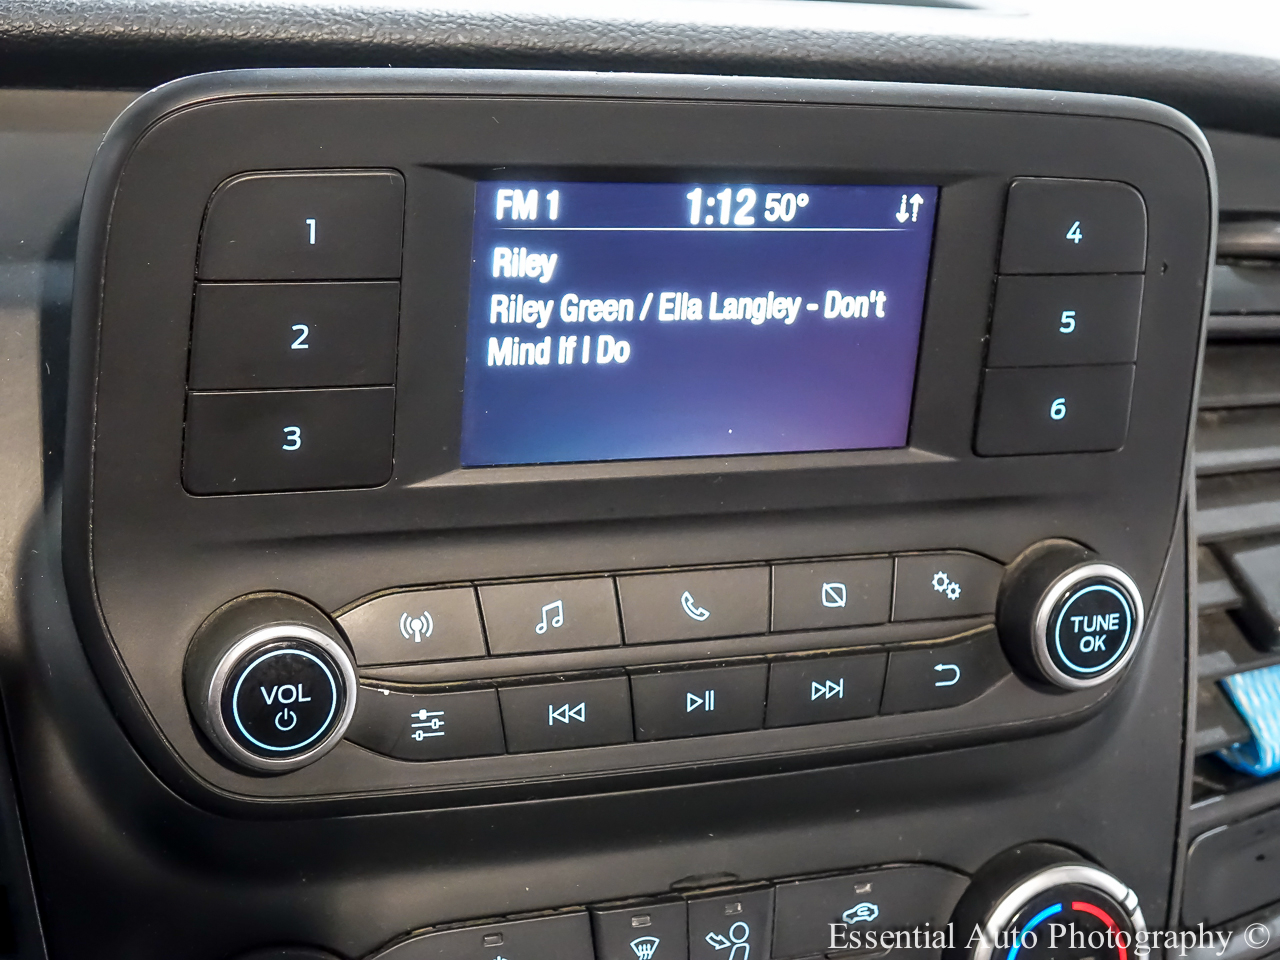 FM 1 1:12 50°
Riley
Riley Green / Ella Langley - Don't
Mind If I Do
1
2
3
4
5
6
VOL
TUNE
OK
Essential Auto Photography ©